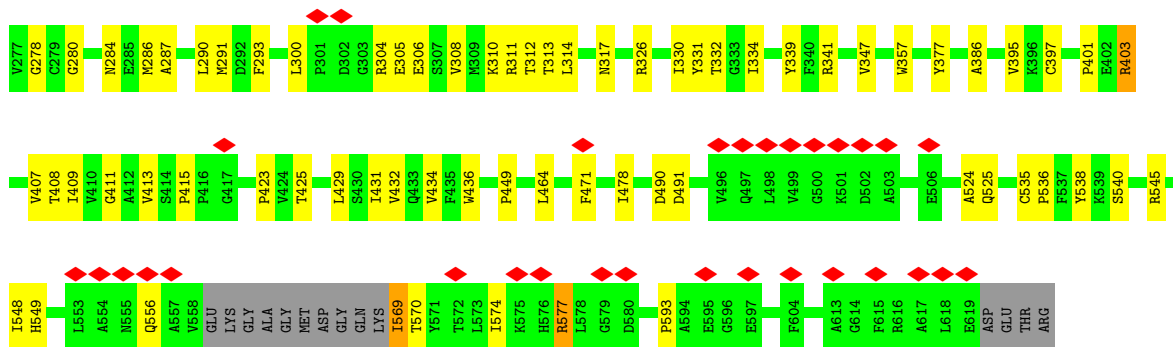 V277 G278 C279 G280 N284 E285 M286 A287 L290 M291 D292 F293 L300 P301 D302 G303 R304 E305 E306 S307 V308 M309 K310 R311 T312 T313 L314 N317 R326 I330 Y331 T332 G333 I334 Y339 F340 R341 V347 W357 Y377 A386 V395 K396 C397 P401 E402 R403
V407 T408 I409 V410 G411 A412 V413 S414 P415 P416 G417 P423 V424 T425 L429 S430 I431 V432 Q433 V434 F435 W436 P449 L464 F471 I478 D490 D491 V496 Q497 L498 V499 G500 K501 D502 A503 E506 A524 Q525 C535 P536 F537 Y538 K539 S540 R545
I548 H549 L553 A554 N555 Q556 A557 V558 GLU LYS GLY ALA GLY MET ASP GLY GLN LYS I569 T570 Y571 T572 L573 I574 K575 H576 R577 L578 G579 D580 P593 A594 E595 G596 E597 F604 A613 G614 F615 R616 A617 L618 E619 ASP GLU THR ARG